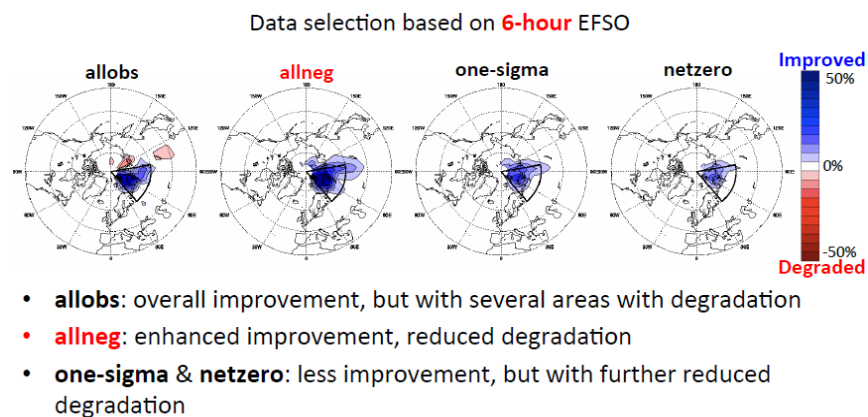 Data selection based on 6-hour EFSO
allobs allneg one-sigma netzero Improved
50%
0%
-50%
Degraded
• allobs: overall improvement, but with several areas with degradation
• allneg: enhanced improvement, reduced degradation
• one-sigma & netzero: less improvement, but with further reduced
degradation